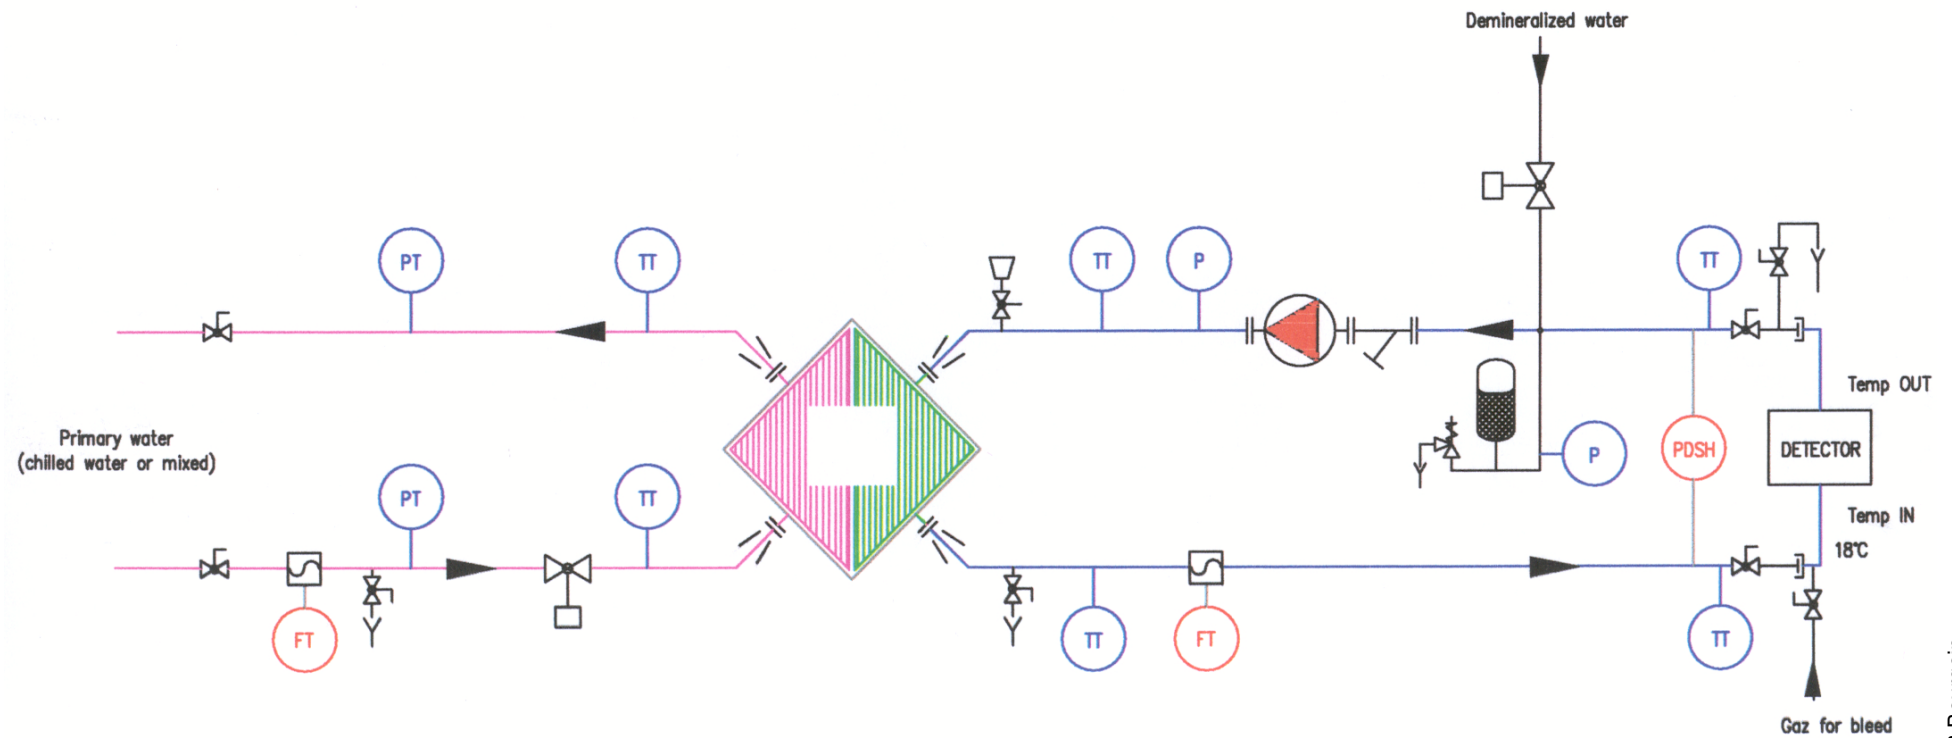 Demineralized water
PT
TT
TT
P
TT
Temp OUT
Primary water
(chilled water or mixed)
P
PDSH
DETECTOR
PT
TT
Temp IN
18°C
FT
TT
FT
TT
Gaz for bleed